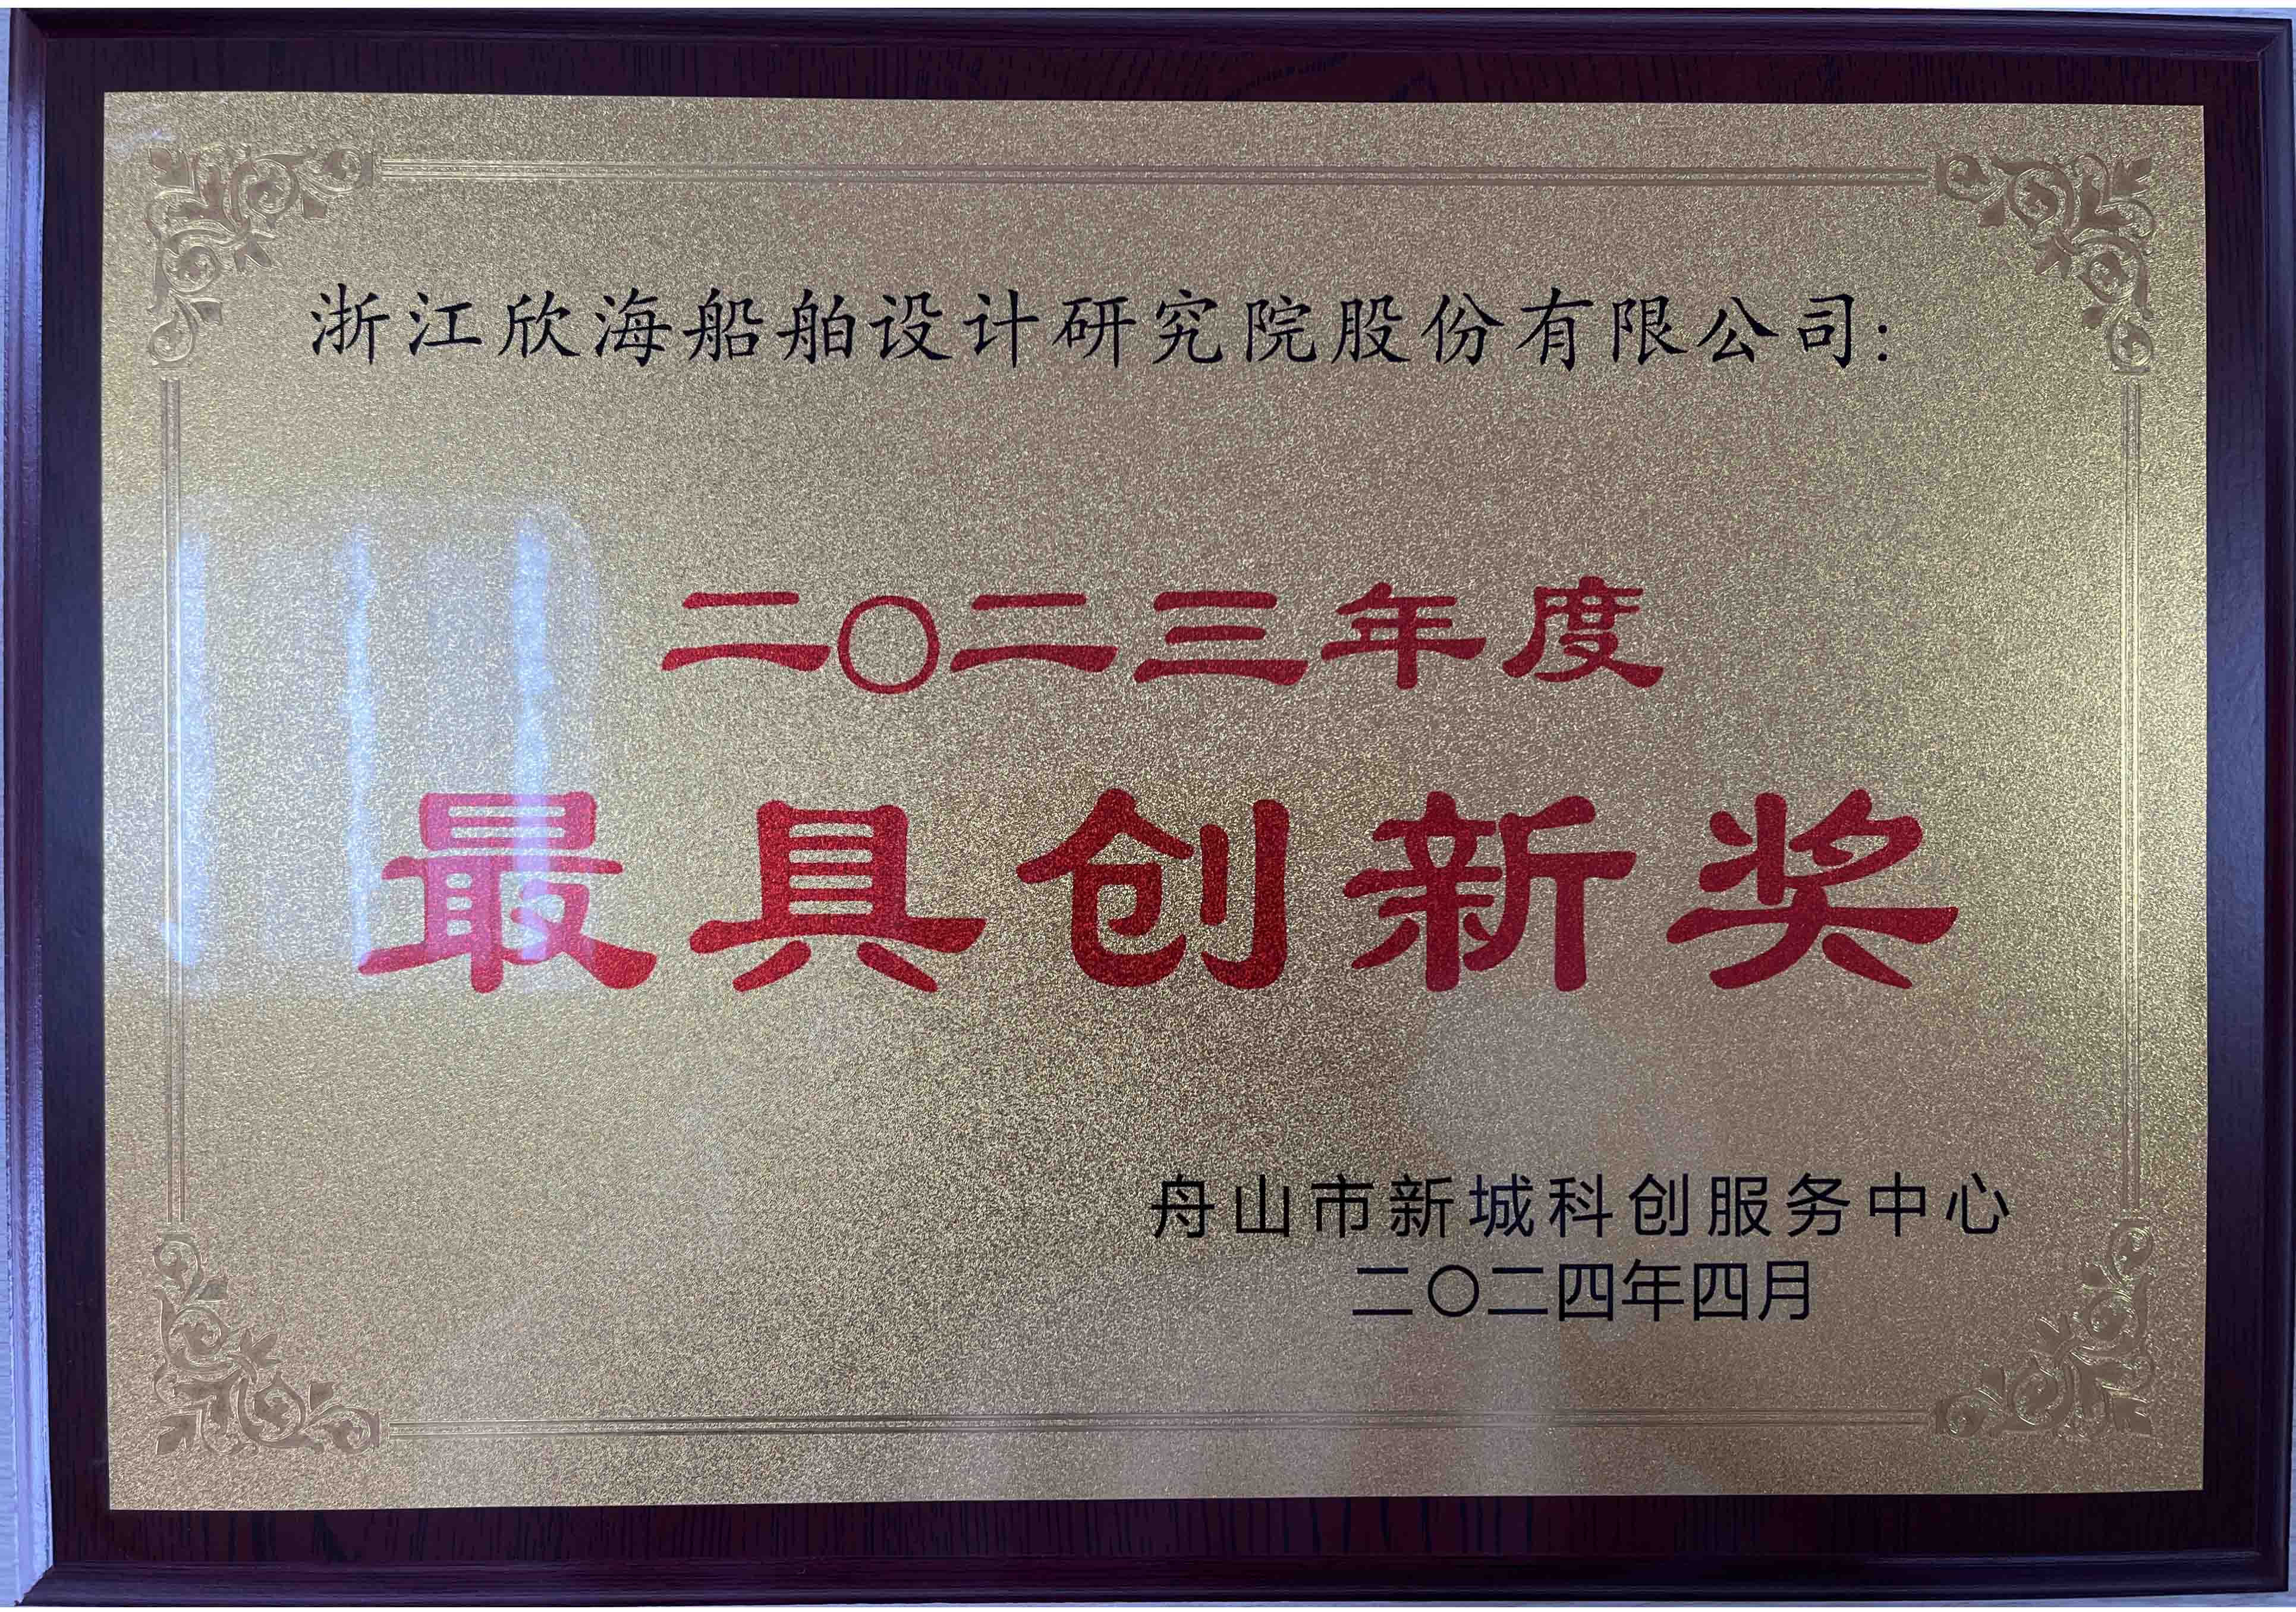 浙江欣海船舶设计研究院股份有限公司：
二〇二三年度
最具创新奖
舟山市新城科创服务中心
二〇二四年四月